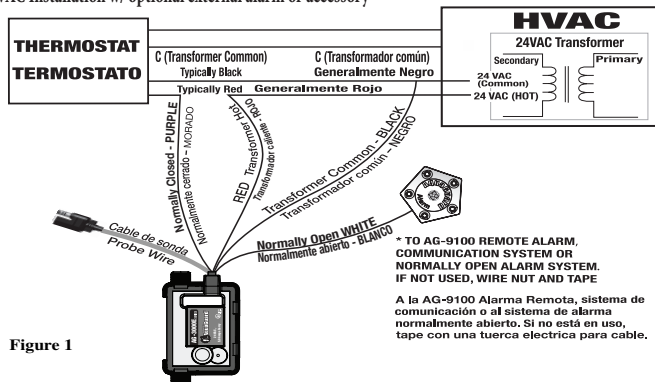 VAC Installation w/ optional external alarm or accessory
HVAC
24VAC Transformer
Secondary
Primary
24 VAC
(Common)
24 VAC (HOT)
THERMOSTAT
TERMOSTATO
C (Transformer Common)
Typically Black
C (Transformador común)
Generalmente Negro
Typically Red
Generalmente Rojo
Normally Closed - PURPLE
Normalmente cerrado - MORADO
RED Transformer Hot
Transformador caliente - ROJO
Transformer Common - BLACK
Transformador común - NEGRO
Normally Open WHITE
Normalmente abierto - BLANCO
Cable de sonda
Probe Wire
* TO AG-9100 REMOTE ALARM,
COMMUNICATION SYSTEM OR
NORMALLY OPEN ALARM SYSTEM.
IF NOT USED, WIRE NUT AND TAPE
A la AG-9100 Alarma Remota, sistema de
comunicación o al sistema de alarma
normalmente abierto. Si no está en uso,
tape con una tuerca electrica para cable.
Figure 1